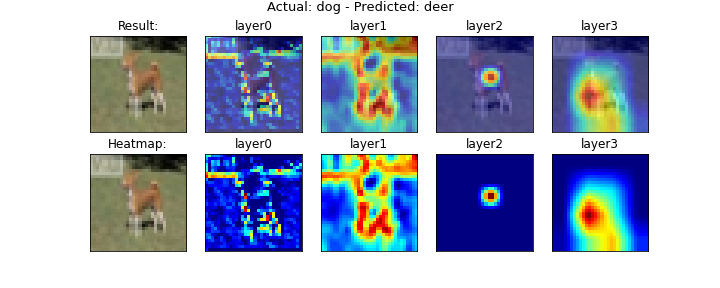 Actual: dog - Predicted: deer
Result: layer0 layer1 layer2 layer3
Heatmap: layer0 layer1 layer2 layer3